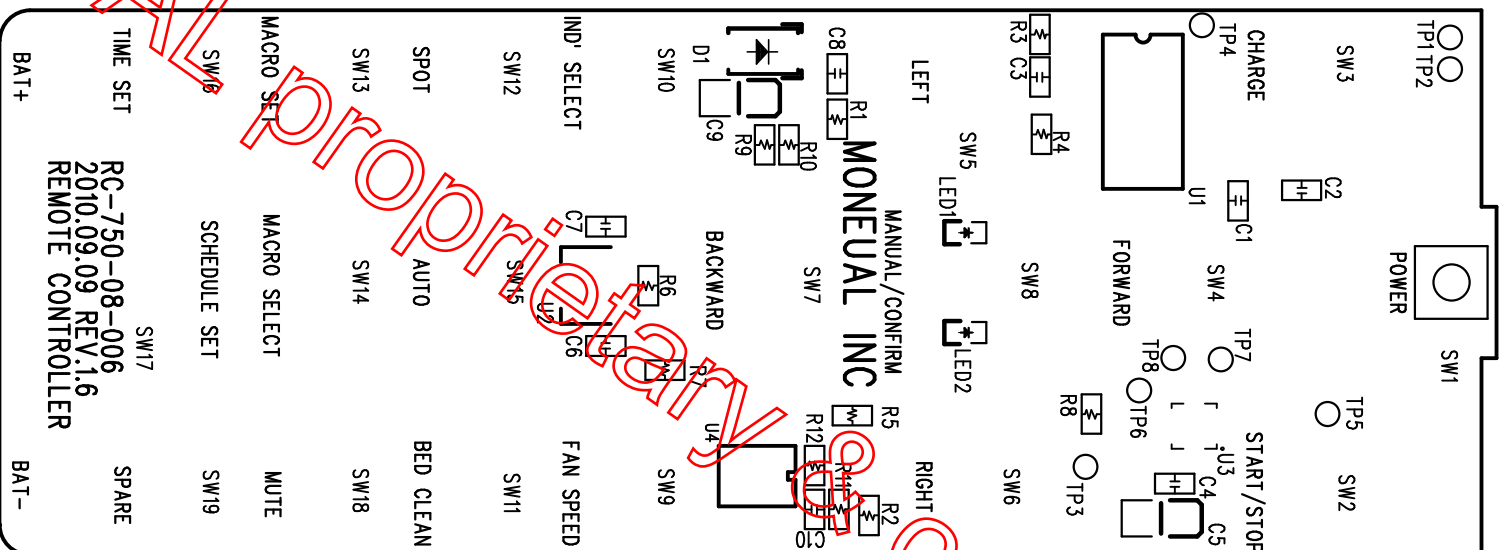 TP1
TP2
SW3
TP4
CHARGE
R3
C3
R4
LEFT
C8
R1
D1
C9
R9
R10
SW10
IND' SELECT
SW12
SPOT
SW13
MACRO SET
SW16
TIME SET
BAT+
C2
C1
U1
SW5
LED1
MONEUAL INC
MANUAL/CONFIRM
POWER
SW1
SW4
FORWARD
SW8
SW7
BACKWARD
R6
C7
SW15
U2
C6
R7
AUTO
SW14
MACRO SELECT
SCHEDULE SET
SW17
RC-750-08-006
2010.09.09 REV.1.6
REMOTE CONTROLLER
LED2
TP7
TP8
TP6
TP5
R8
TP3
U3
START/STOP
C4
C5
SW2
SW6
RIGHT
R5
R12
R11
R2
C10
U4
SW9
FAN SPEED
SW11
BED CLEAN
SW18
MUTE
SW19
SPARE
BAT-
AL proprietary &